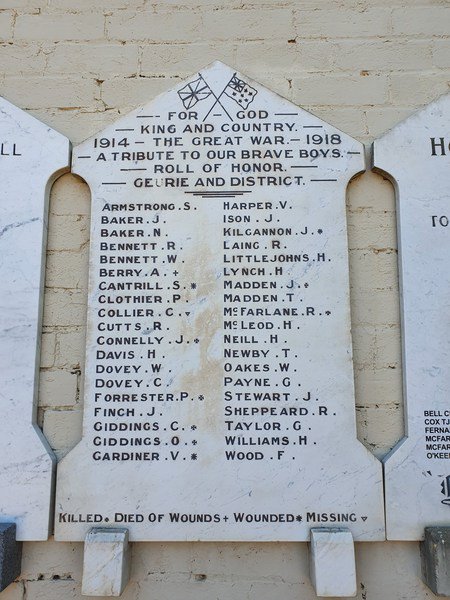 - FOR - GOD
KING AND COUNTRY.
1914 - THE GREAT WAR. - 1918
- A TRIBUTE TO OUR BRAVE BOYS. -
ROLL OF HONOR.
GEURIE AND DISTRICT.
ARMSTRONG. S.
BAKER. J.
BAKER. N.
BENNETT. R.
BENNETT. W.
BERRY. A. +
CANTRILL. S. *
CLOTHIER. P.
COLLIER. C. ▿
CUTTS. R.
CONNELLY. J. *
DAVIS. H.
DOVEY. W.
DOVEY. C.
FORRESTER. P. *
FINCH. J.
GIDDINGS. C. *
GIDDINGS. O. *
GARDINER. V. *
HARPER. V.
ISON. J.
KILGANNON. J. *
LAING. R.
LITTLEJOHNS. H.
LYNCH. H.
MADDEN. J. *
MADDEN. T.
McFARLANE. R. *
McLEOD. H.
NEILL. H.
NEWBY. T.
OAKES. W.
PAYNE. G.
STEWART. J.
SHEPPEARD. R.
TAYLOR. G.
WILLIAMS. H.
WOOD. F.
KILLED * DIED OF WOUNDS + WOUNDED * MISSING ▿
TO
BELL C
COX TJ
FERNA
MCFAR
MCFAR
O'KEE